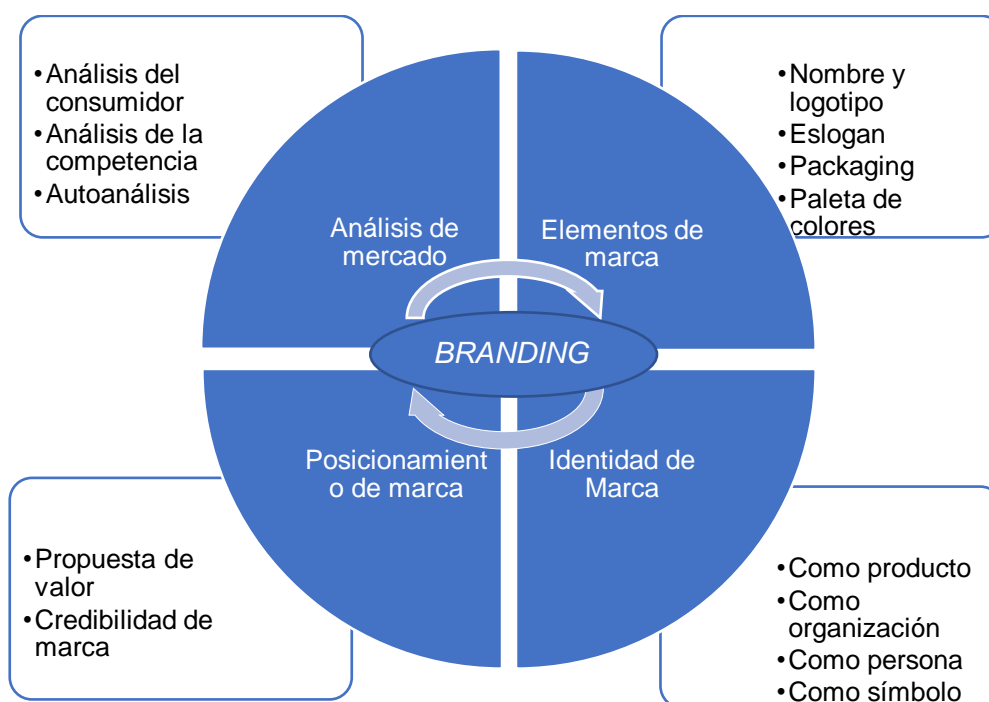 •Análisis del
consumidor
•Análisis de la
competencia
•Autoanálisis
•Nombre y
logotipo
•Eslogan
•Packaging
•Paleta de
colores
Análisis de
mercado
Elementos de
marca
BRANDING
Posicionamient
o de marca
Identidad de
Marca
•Propuesta de
valor
•Credibilidad de
marca
•Como producto
•Como
organización
•Como persona
•Como símbolo